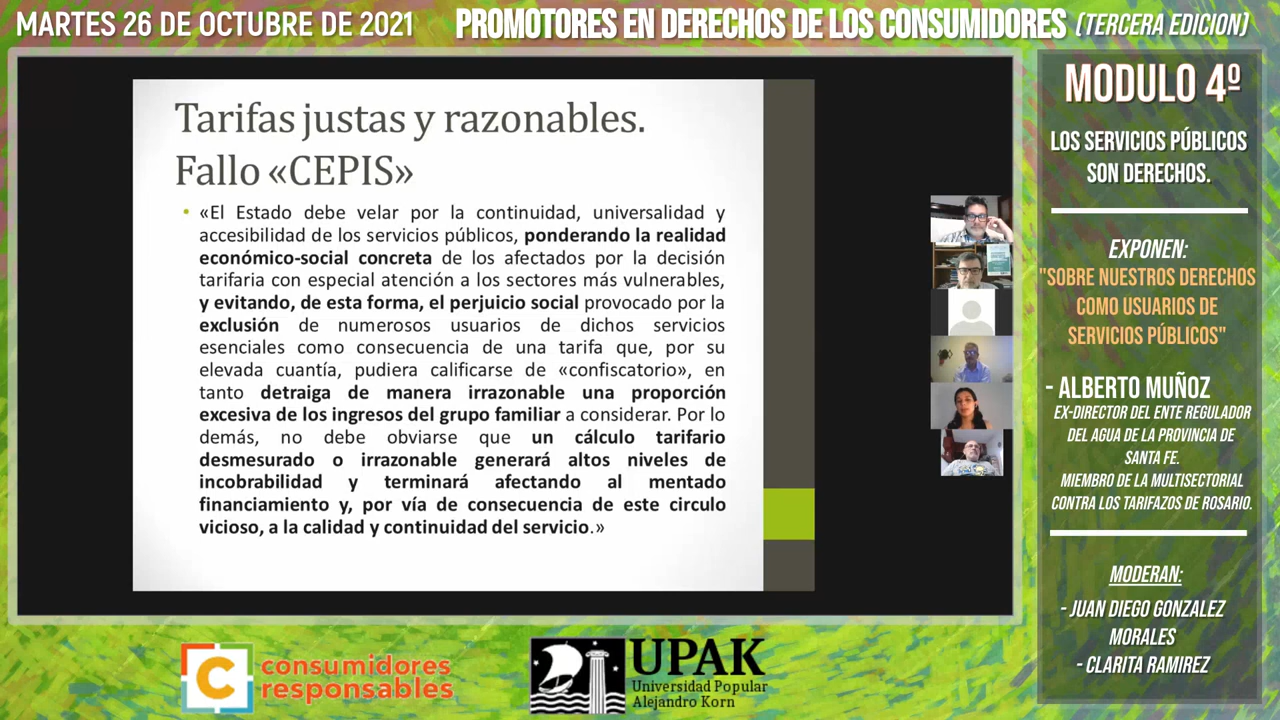 MARTES 26 DE OCTUBRE DE 2021
PROMOTORES EN DERECHOS DE LOS CONSUMIDORES (TERCERA EDICION)
Tarifas justas y razonables.
Fallo «CEPIS»
• «El Estado debe velar por la continuidad, universalidad y
accesibilidad de los servicios públicos, ponderando la realidad
económico-social concreta de los afectados por la decisión
tarifaria con especial atención a los sectores más vulnerables,
y evitando, de esta forma, el perjuicio social provocado por la
exclusión de numerosos usuarios de dichos servicios
esenciales como consecuencia de una tarifa que, por su
elevada cuantía, pudiera calificarse de «confiscatorio», en
tanto detraiga de manera irrazonable una proporción
excesiva de los ingresos del grupo familiar a considerar. Por lo
demás, no debe obviarse que un cálculo tarifario
desmesurado o irrazonable generará altos niveles de
incobrabilidad y terminará afectando al mentado
financiamiento y, por vía de consecuencia de este circulo
vicioso, a la calidad y continuidad del servicio.»
MODULO 4º
LOS SERVICIOS PÚBLICOS
SON DERECHOS.
EXPONEN:
"SOBRE NUESTROS DERECHOS
COMO USUARIOS DE
SERVICIOS PÚBLICOS"
- ALBERTO MUÑOZ
EX-DIRECTOR DEL ENTE REGULADOR
DEL AGUA DE LA PROVINCIA DE
SANTA FE.
MIEMBRO DE LA MULTISECTORIAL
CONTRA LOS TARIFAZOS DE ROSARIO.
MODERAN:
- JUAN DIEGO GONZALEZ
MORALES
- CLARITA RAMIREZ
C
consumidores
responsables
UPAK
Universidad Popular
Alejandro Korn